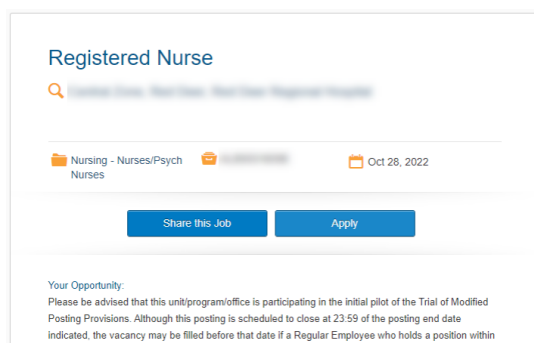 Registered Nurse
Nursing - Nurses/Psych
Nurses
Oct 28, 2022
Share this Job
Apply
Your Opportunity:
Please be advised that this unit/program/office is participating in the initial pilot of the Trial of Modified
Posting Provisions. Although this posting is scheduled to close at 23:59 of the posting end date
indicated, the vacancy may be filled before that date if a Regular Employee who holds a position within